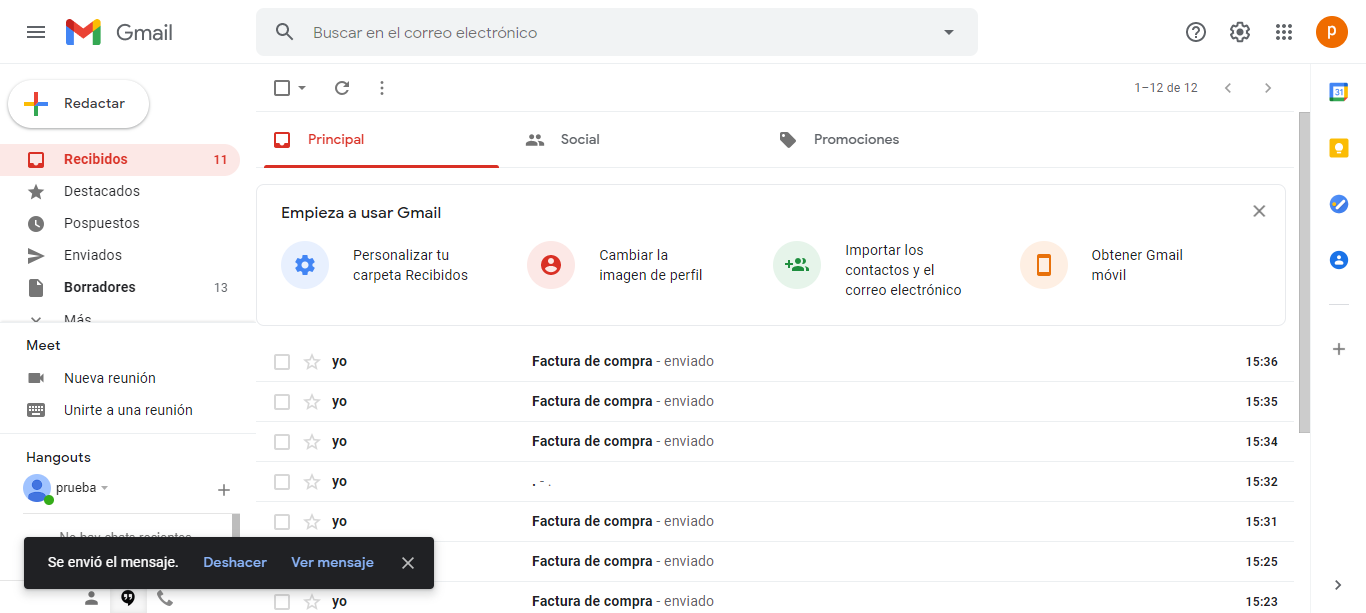 Gmail
Buscar en el correo electrónico
p
Redactar
1–12 de 12
31
Recibidos 11
Destacados
Pospuestos
Enviados
Borradores 13
Más
Principal
Social
Promociones
Empieza a usar Gmail
Personalizar tu
carpeta Recibidos
Cambiar la
imagen de perfil
Importar los
contactos y el
correo electrónico
Obtener Gmail
móvil
yo Factura de compra - enviado 15:36
yo Factura de compra - enviado 15:35
yo Factura de compra - enviado 15:34
yo . - . 15:32
yo Factura de compra - enviado 15:31
Factura de compra - enviado 15:25
yo Factura de compra - enviado 15:23
Meet
Nueva reunión
Unirte a una reunión
Hangouts
prueba
No hay chats recientes
Se envió el mensaje. Deshacer Ver mensaje